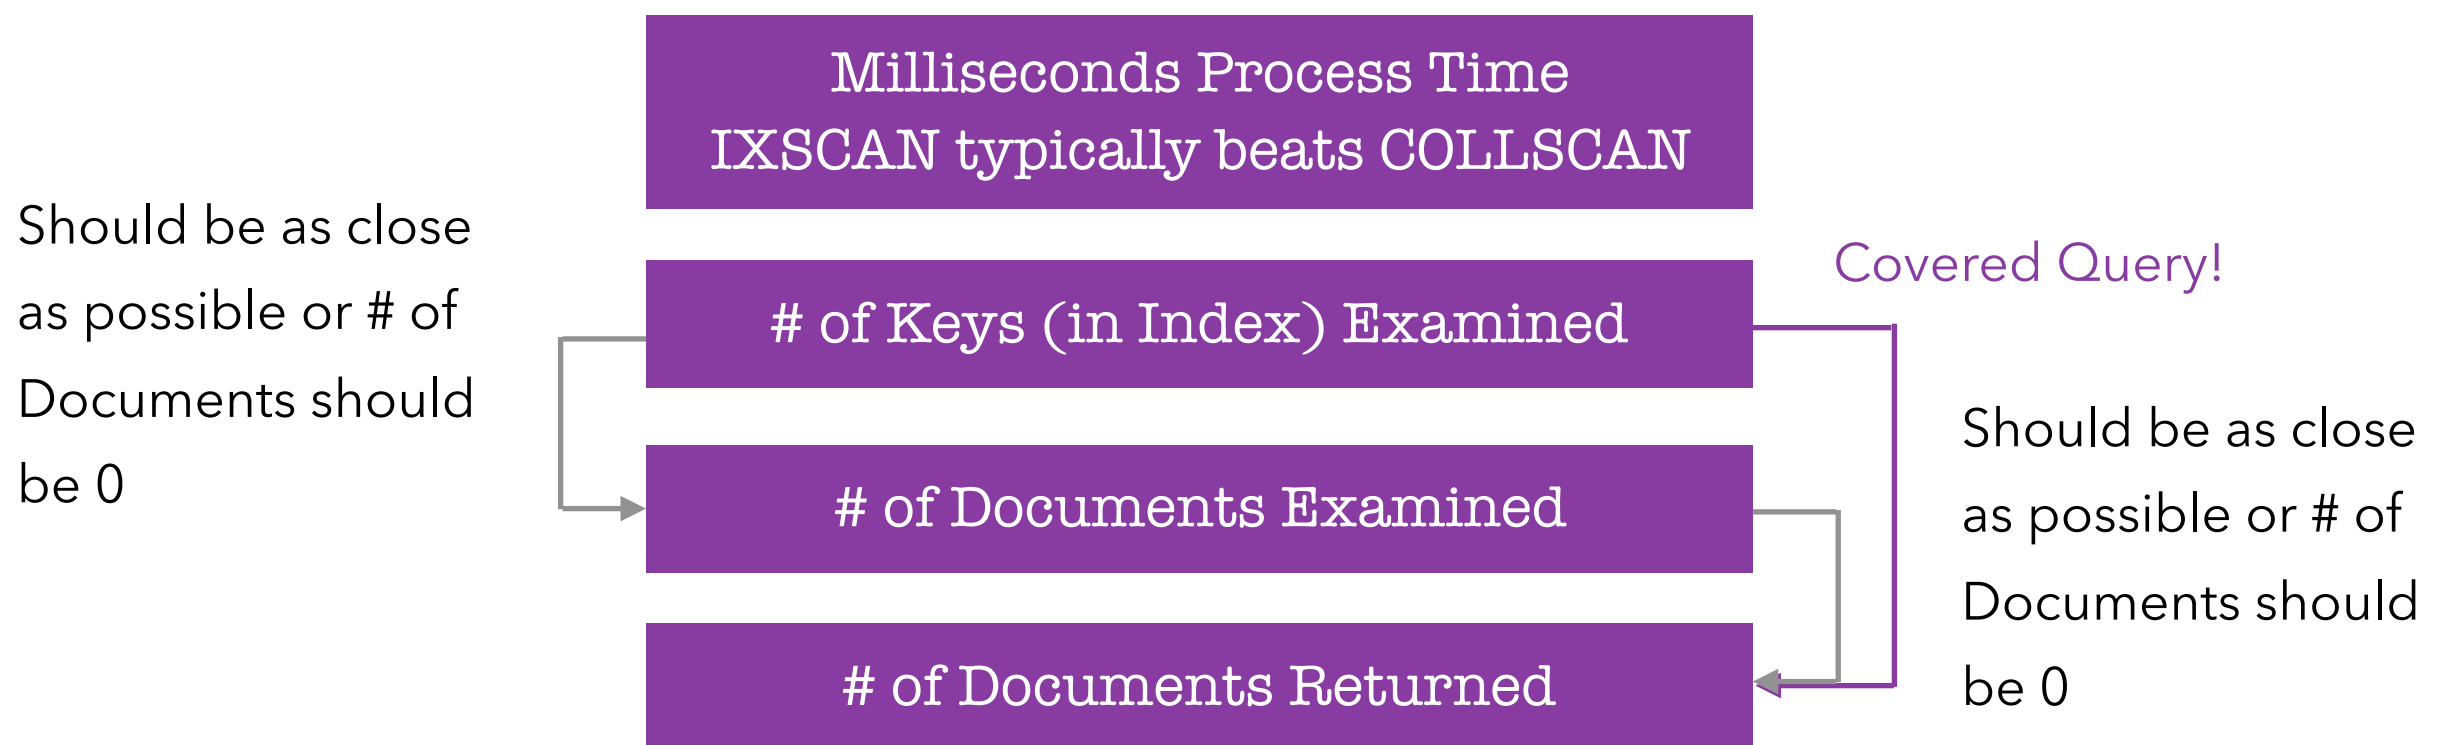 Milliseconds Process Time
IXSCAN typically beats COLLSCAN
Should be as close
as possible or # of
Documents should
be 0
# of Keys (in Index) Examined
Covered Query!
# of Documents Examined
Should be as close
as possible or # of
Documents should
be 0
# of Documents Returned